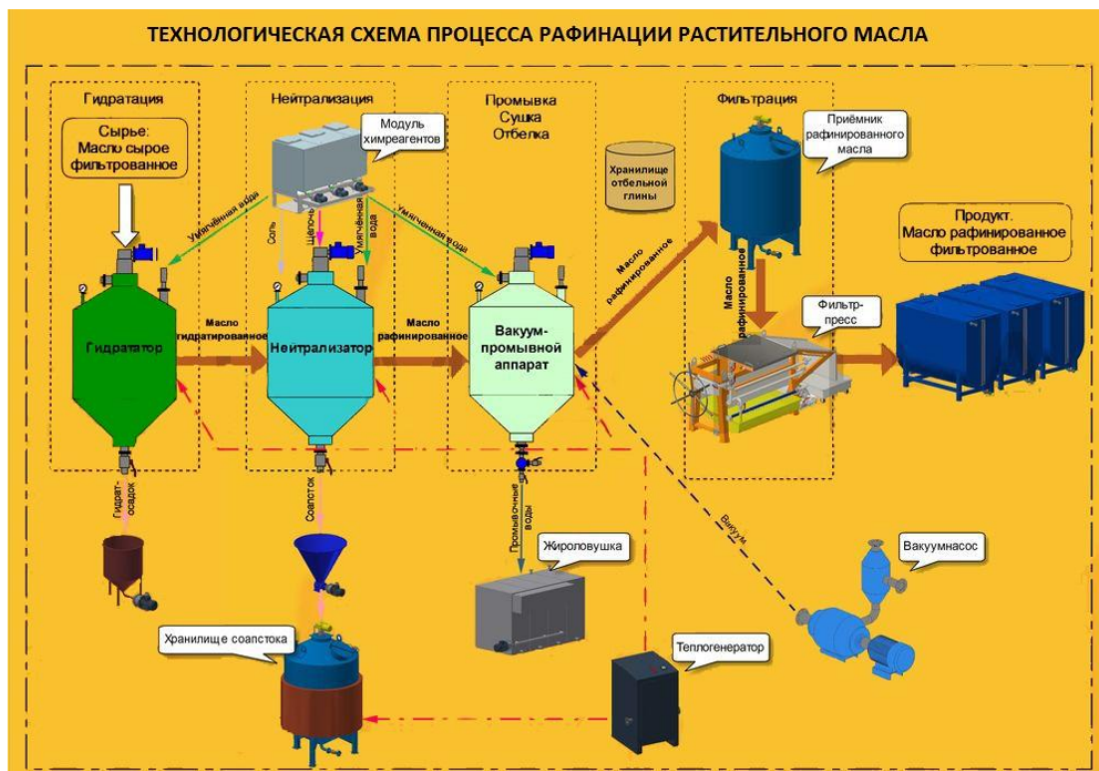 ТЕХНОЛОГИЧЕСКАЯ СХЕМА ПРОЦЕССА РАФИНАЦИИ РАСТИТЕЛЬНОГО МАСЛА
Гидратация
Сырье:
Масло сырое
фильтрованное
Нейтрализация
Модуль
химреагентов
Промывка
Сушка
Отбелка
Хранилище
отбельной
глины
Фильтрация
Приёмник
рафинированного
масла
Продукт.
Масло рафинированное
фильтрованное
Умягчённая вода
Соль
Щёлочь
Умягчённая
вода
Умягченная вода
Гидрататор
Масло
гидратированное
Нейтрализатор
Масло
рафинированное
Вакуум-
промывной
аппарат
Масло
рафинированное
Масло
рафинированное
Фильтр-
пресс
Гидрат-
осадок
Соапсток
Промывочные
воды
Жироловушка
Вакуум
Вакуумнасос
Хранилище соапстока
Теплогенератор